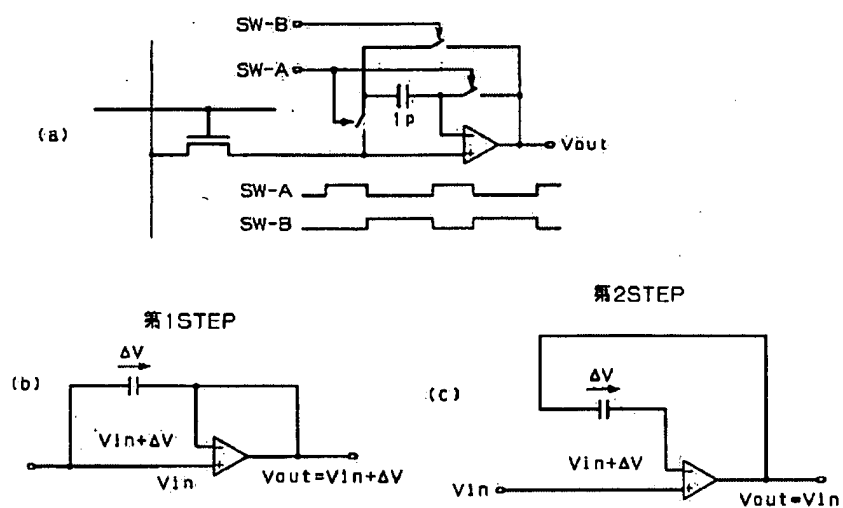 SW-B
SW-A
1p
(a)
Vout
SW-A
SW-B
第1STEP
第2STEP
(b)
ΔV
Vin+ΔV
Vin
Vout=Vin+ΔV
(c)
ΔV
Vin+ΔV
Vin
Vout=Vin